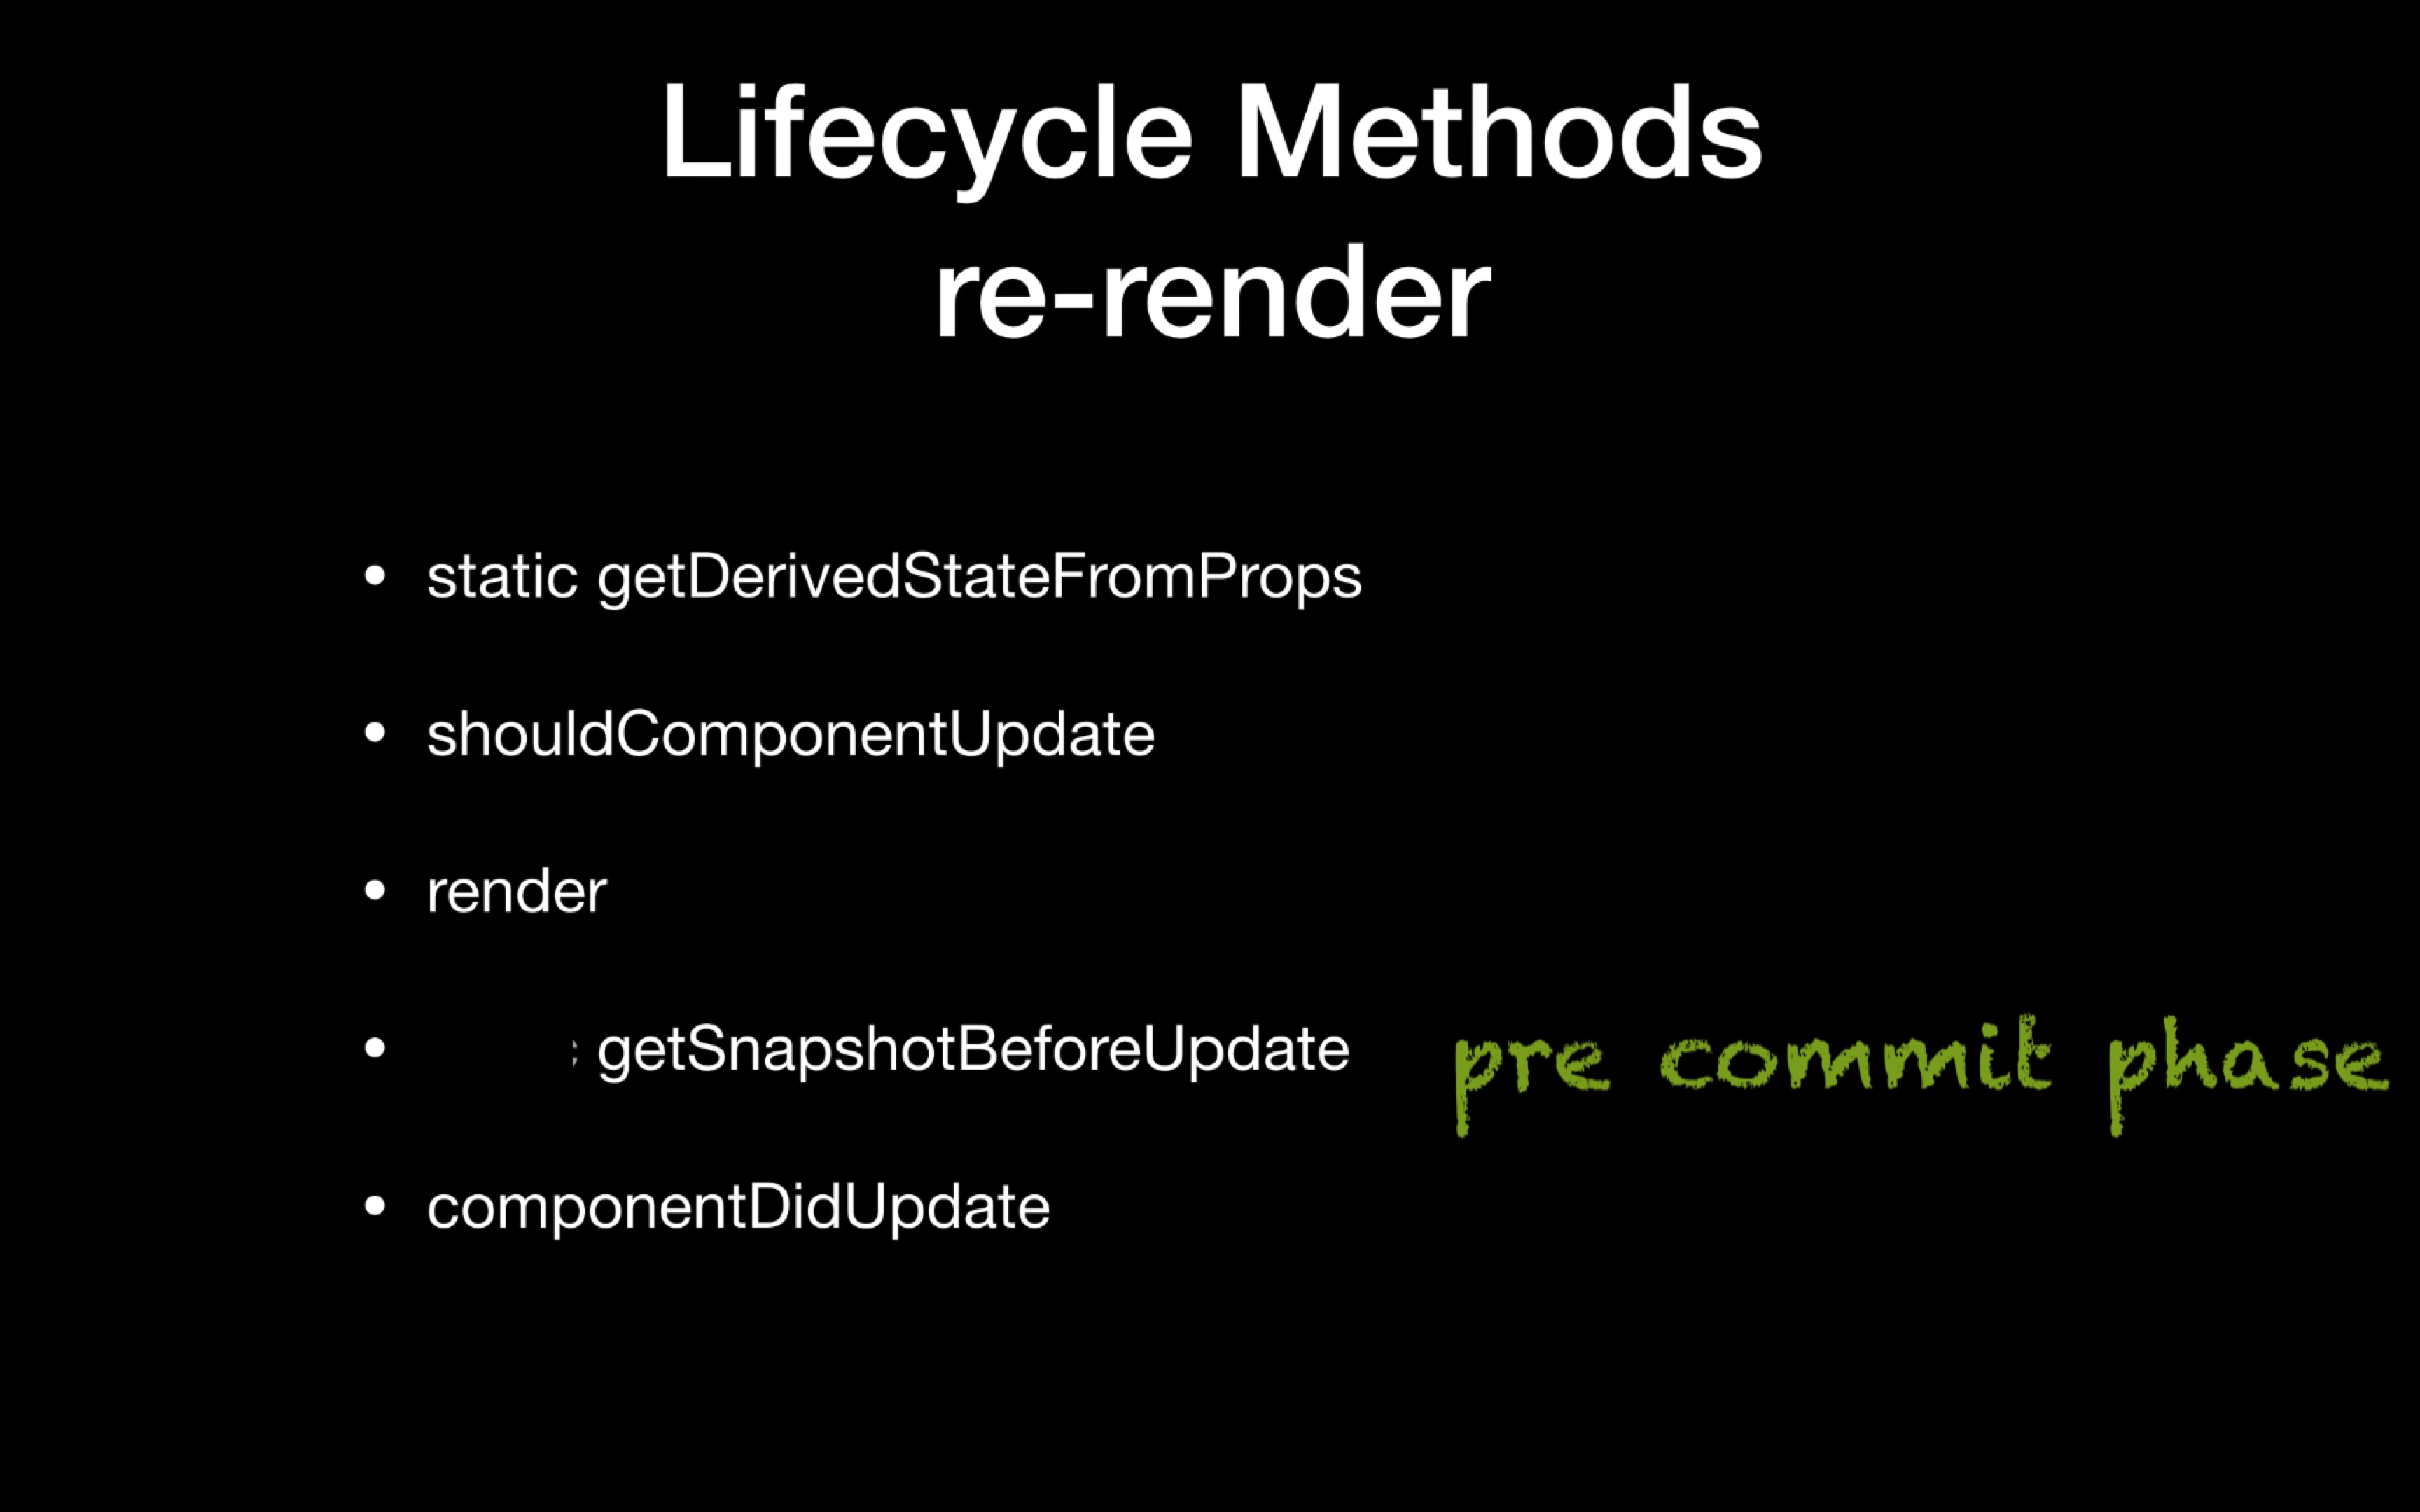 Lifecycle Methods
re-render
• static getDerivedStateFromProps
• shouldComponentUpdate
• render
• getSnapshotBeforeUpdate pre commit phase
• componentDidUpdate